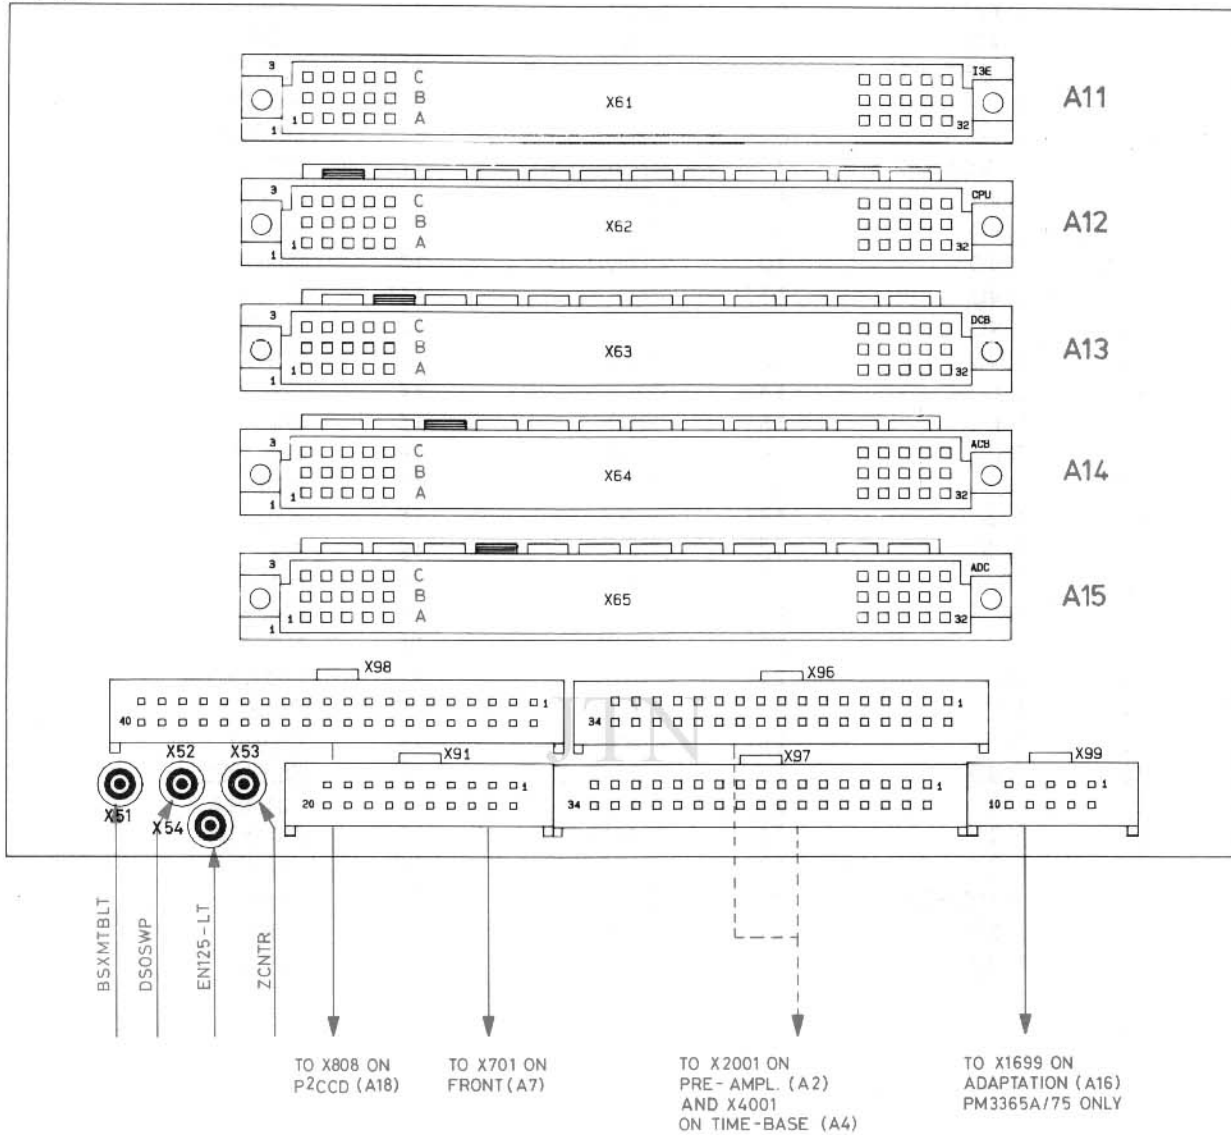 3 C I3E
B X61 A11
1 1 A 32
3 C CPU
B X62 A12
1 1 A 32
3 C DCB
B X63 A13
1 1 A 32
3 C ACB
B X64 A14
1 1 A 32
3 C ADC
B X65 A15
1 1 A 32
X98 X96
1 1
40 34
JTN
X52 X53 X91 X97 X99
1 1 1
20 34 10
X51 X54
BSXMTBLT
DSOSWP
EN125-LT
ZCNTR
TO X808 ON
P2CCD (A18)
TO X701 ON
FRONT (A7)
TO X2001 ON
PRE-AMPL. (A2)
AND X4001
ON TIME-BASE (A4)
TO X1699 ON
ADAPTATION (A16)
PM3365A/75 ONLY